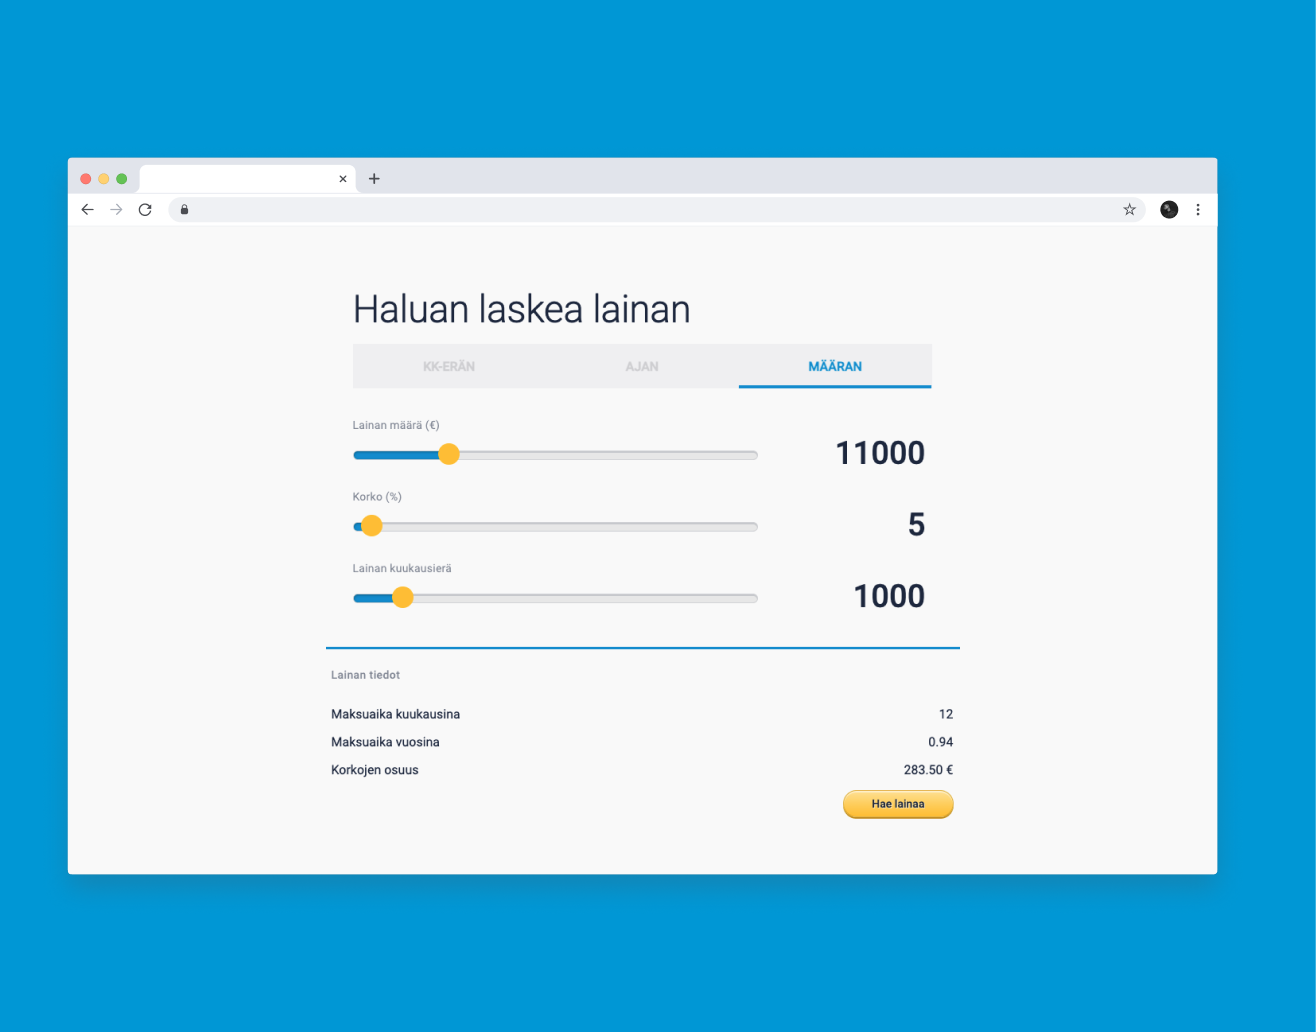 Haluan laskea lainan
KK-ERÄN AJAN MÄÄRAN
Lainan määrä (€)
11000
Korko (%)
5
Lainan kuukausierä
1000
Lainan tiedot
Maksuaika kuukausina 12
Maksuaika vuosina 0.94
Korkojen osuus 283.50 €
Hae lainaa